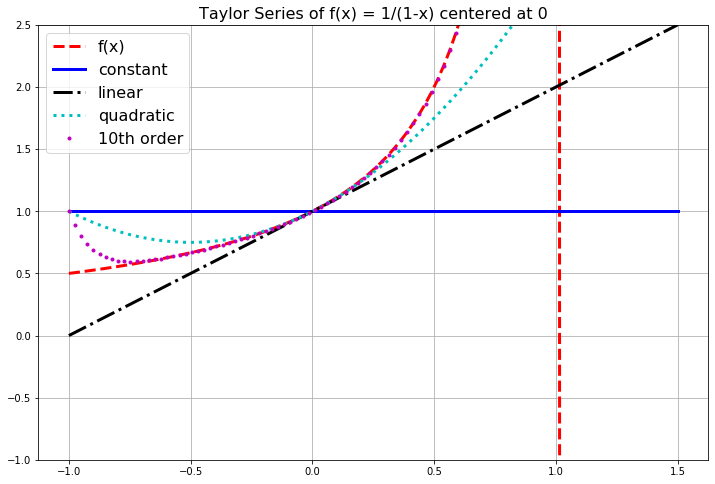 Taylor Series of f(x) = 1/(1-x) centered at 0
2.5
2.0
1.5
1.0
0.5
0.0
−0.5
−1.0
f(x)
constant
linear
quadratic
10th order
−1.0 −0.5 0.0 0.5 1.0 1.5